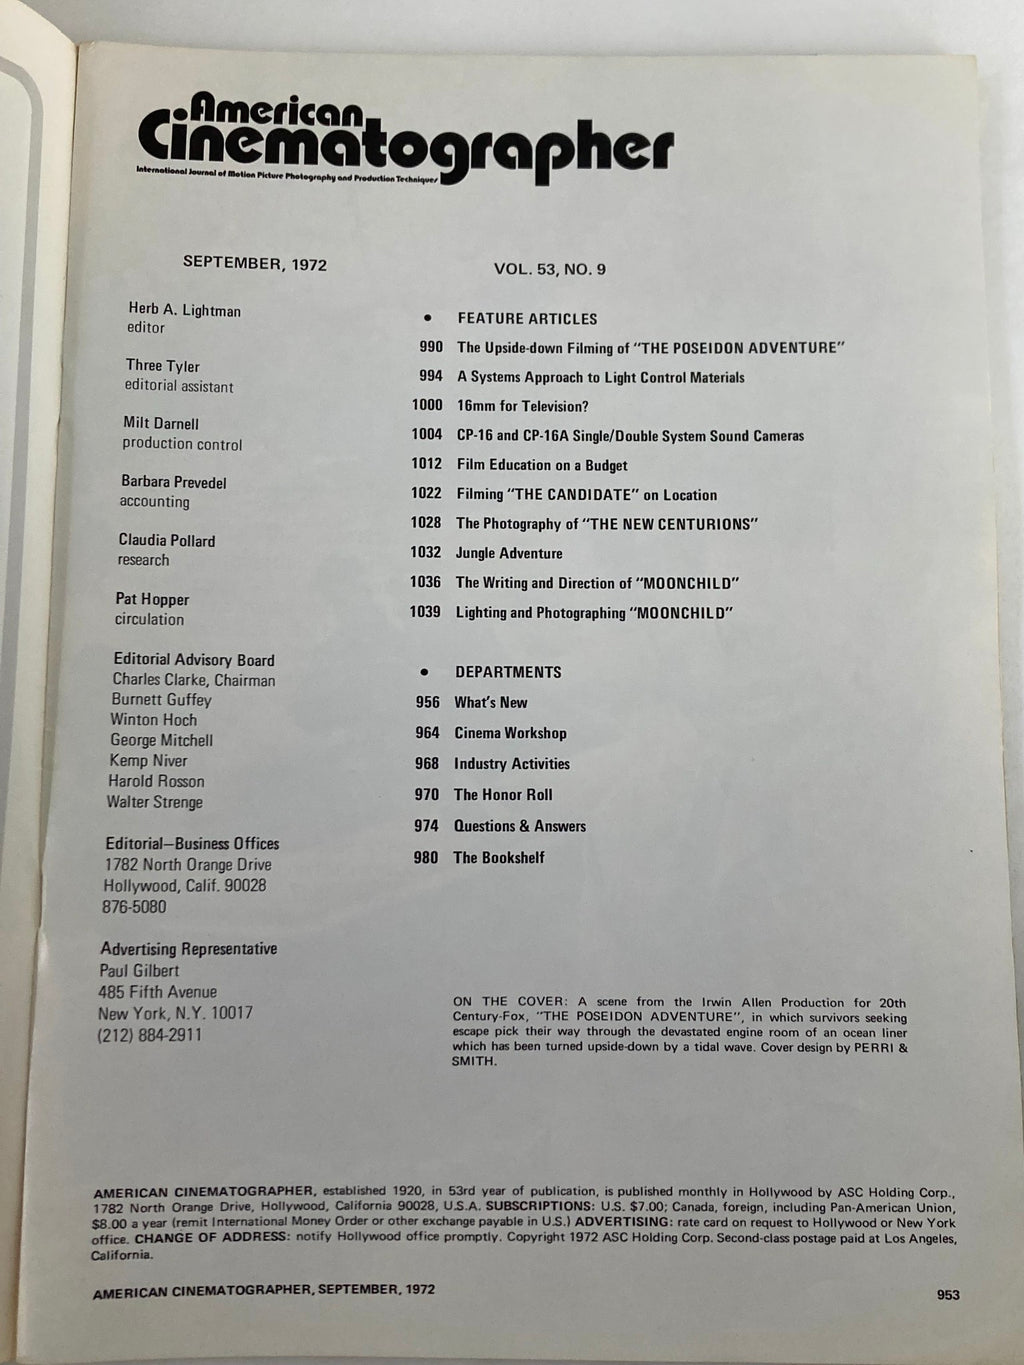 American
Cinematographer
International Journal of Motion Picture Photography and Production Techniques
SEPTEMBER, 1972
Herb A. Lightman
editor
Three Tyler
editorial assistant
Milt Darnell
production control
Barbara Prevedel
accounting
Claudia Pollard
research
Pat Hopper
circulation
Editorial Advisory Board
Charles Clarke, Chairman
Burnett Guffey
Winton Hoch
George Mitchell
Kemp Niver
Harold Rosson
Walter Strenge
Editorial—Business Offices
1782 North Orange Drive
Hollywood, Calif. 90028
876-5080
Advertising Representative
Paul Gilbert
485 Fifth Avenue
New York, N.Y. 10017
(212) 884-2911
VOL. 53, NO. 9
• FEATURE ARTICLES
990 The Upside-down Filming of "THE POSEIDON ADVENTURE"
994 A Systems Approach to Light Control Materials
1000 16mm for Television?
1004 CP-16 and CP-16A Single/Double System Sound Cameras
1012 Film Education on a Budget
1022 Filming "THE CANDIDATE" on Location
1028 The Photography of "THE NEW CENTURIONS"
1032 Jungle Adventure
1036 The Writing and Direction of "MOONCHILD"
1039 Lighting and Photographing "MOONCHILD"
• DEPARTMENTS
956 What's New
964 Cinema Workshop
968 Industry Activities
970 The Honor Roll
974 Questions & Answers
980 The Bookshelf
ON THE COVER: A scene from the Irwin Allen Production for 20th
Century-Fox, "THE POSEIDON ADVENTURE", in which survivors seeking
escape pick their way through the devastated engine room of an ocean liner
which has been turned upside-down by a tidal wave. Cover design by PERRI &
SMITH.
AMERICAN CINEMATOGRAPHER, established 1920, in 53rd year of publication, is published monthly in Hollywood by ASC Holding Corp.,
1782 North Orange Drive, Hollywood, California 90028, U.S.A. SUBSCRIPTIONS: U.S. $7.00; Canada, foreign, including Pan-American Union,
$8.00 a year (remit International Money Order or other exchange payable in U.S.) ADVERTISING: rate card on request to Hollywood or New York
office. CHANGE OF ADDRESS: notify Hollywood office promptly. Copyright 1972 ASC Holding Corp. Second-class postage paid at Los Angeles,
California.
AMERICAN CINEMATOGRAPHER, SEPTEMBER, 1972
953